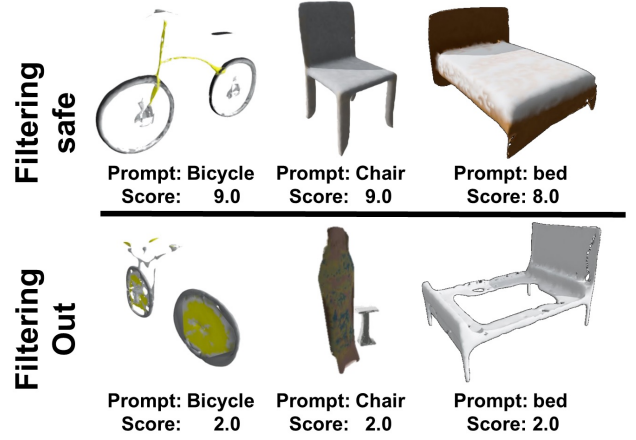 Filtering
safe
Prompt: Bicycle Prompt: Chair Prompt: bed
Score: 9.0 Score: 9.0 Score: 8.0
Filtering
Out
Prompt: Bicycle Prompt: Chair Prompt: bed
Score: 2.0 Score: 2.0 Score: 2.0